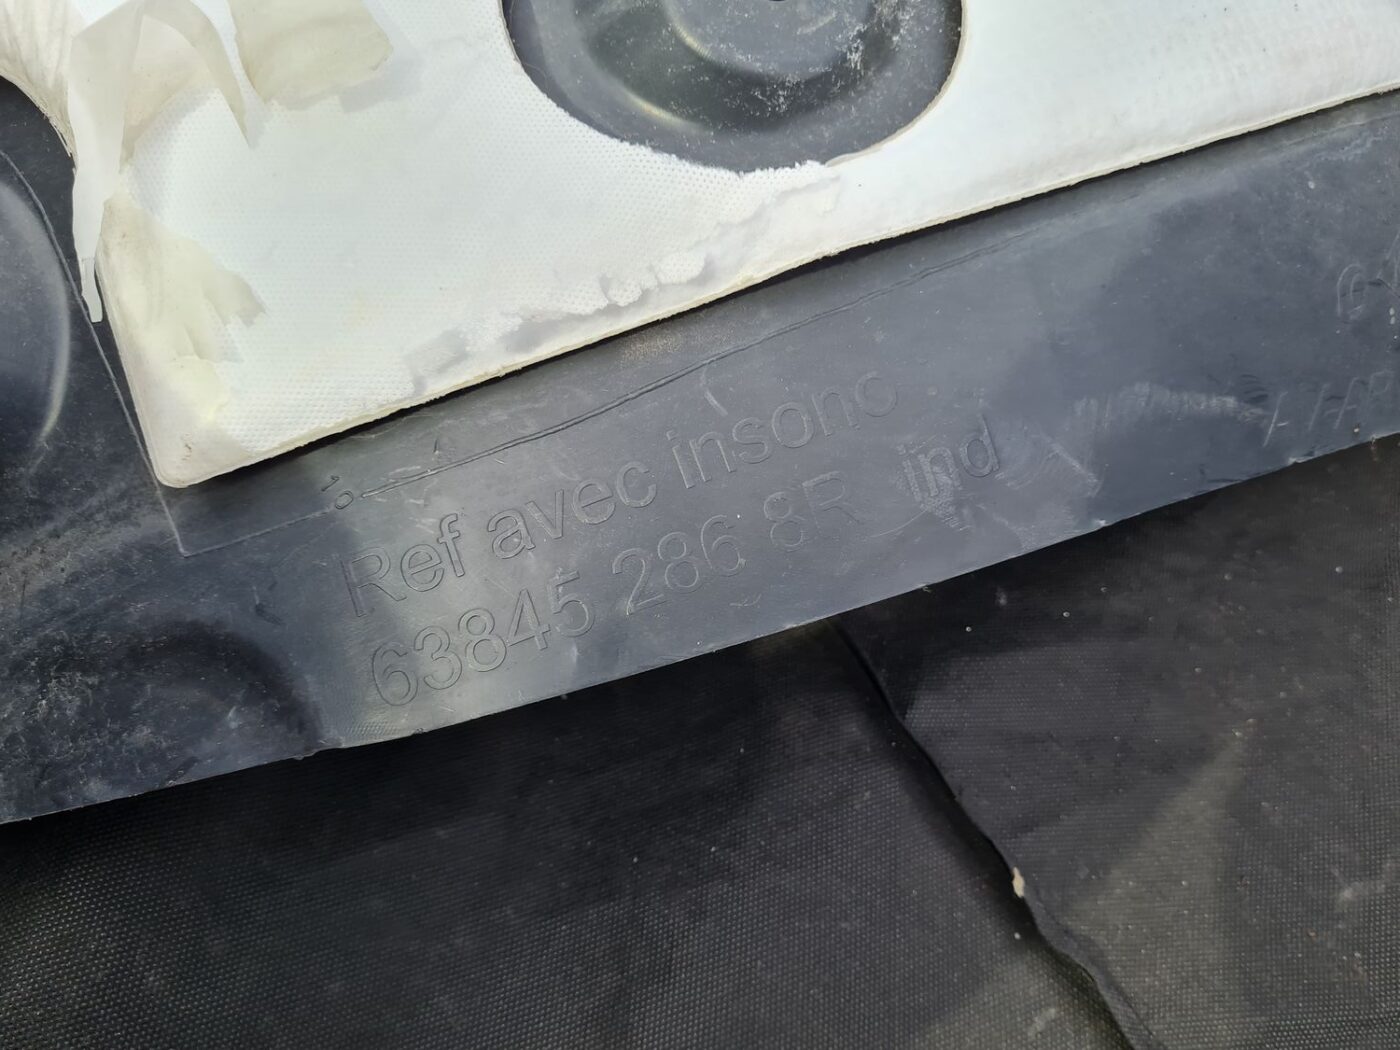 Ref avec insono
63845 286 8R ind